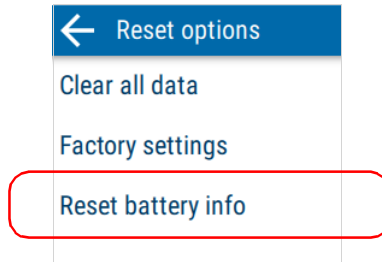 Reset options
Clear all data
Factory settings
Reset battery info